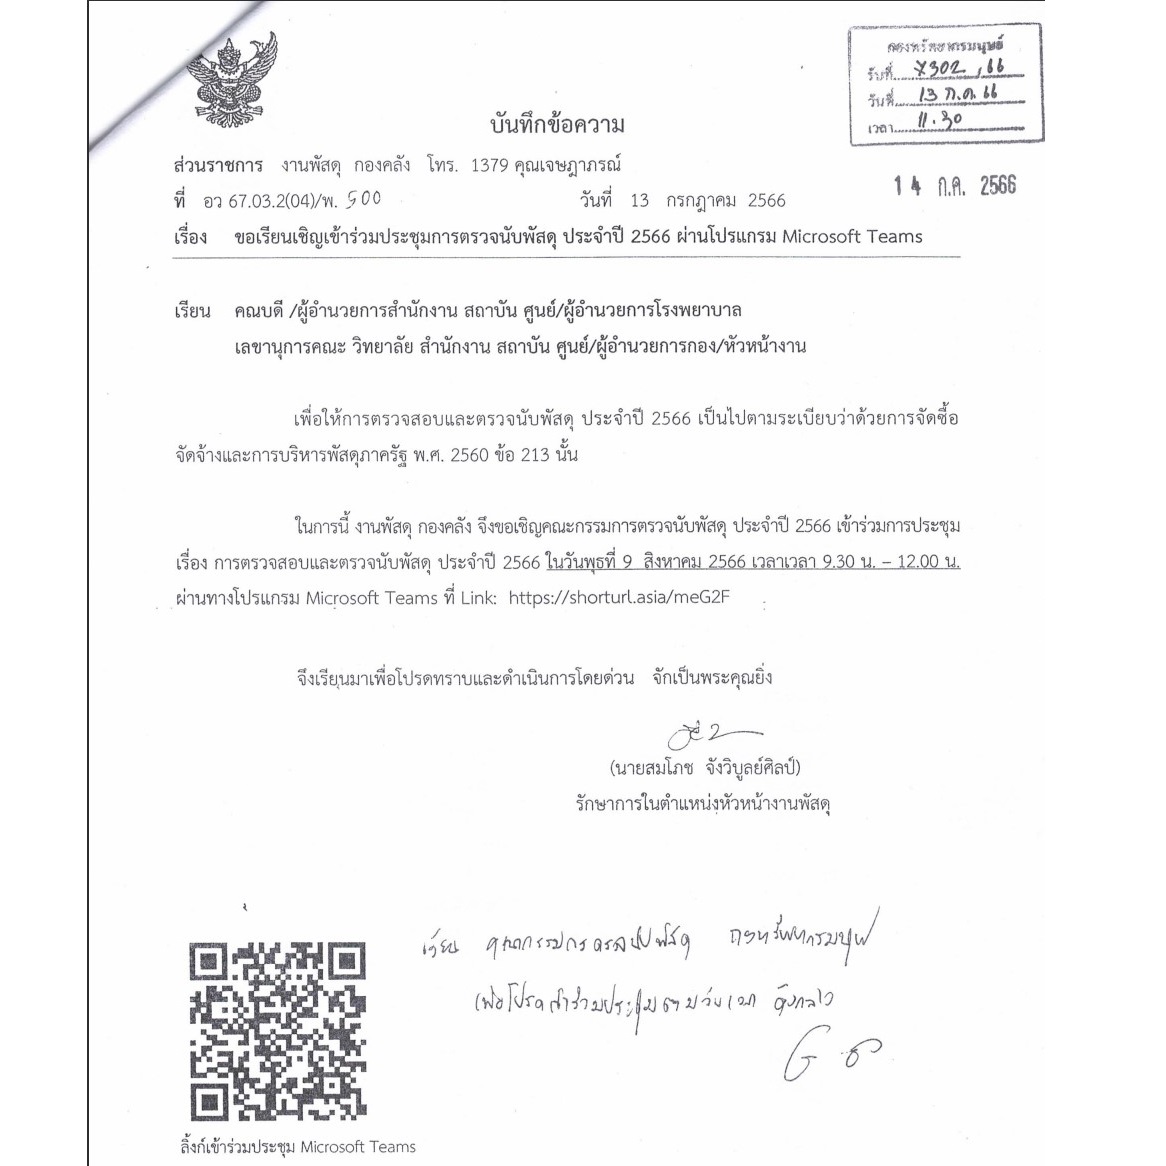 กองทรัพยากรมนุษย์
รับที่ 7302 / 66
วันที่ 13 ก.ค. 66
เวลา 11.30
บันทึกข้อความ
ส่วนราชการ งานพัสดุ กองคลัง โทร. 1379 คุณเจษฎาภรณ์
14 ก.ค. 2566
ที่ อว 67.03.2(04)/พ. 500 วันที่ 13 กรกฎาคม 2566
เรื่อง ขอเรียนเชิญเข้าร่วมประชุมการตรวจนับพัสดุ ประจำปี 2566 ผ่านโปรแกรม Microsoft Teams
เรียน คณบดี /ผู้อำนวยการสำนักงาน สถาบัน ศูนย์/ผู้อำนวยการโรงพยาบาล
เลขานุการคณะ วิทยาลัย สำนักงาน สถาบัน ศูนย์/ผู้อำนวยการกอง/หัวหน้างาน
เพื่อให้การตรวจสอบและตรวจนับพัสดุ ประจำปี 2566 เป็นไปตามระเบียบว่าด้วยการจัดซื้อ
จัดจ้างและการบริหารพัสดุภาครัฐ พ.ศ. 2560 ข้อ 213 นั้น
ในการนี้ งานพัสดุ กองคลัง จึงขอเชิญคณะกรรมการตรวจนับพัสดุ ประจำปี 2566 เข้าร่วมการประชุม
เรื่อง การตรวจสอบและตรวจนับพัสดุ ประจำปี 2566 ในวันพุธที่ 9 สิงหาคม 2566 เวลาเวลา 9.30 น. – 12.00 น.
ผ่านทางโปรแกรม Microsoft Teams ที่ Link: https://shorturl.asia/meG2F
จึงเรียนมาเพื่อโปรดทราบและดำเนินการโดยด่วน จักเป็นพระคุณยิ่ง
(นายสมโภช จังวิบูลย์ศิลป์)
รักษาการในตำแหน่งหัวหน้างานพัสดุ
เรียน คณะกรรมการตรวจนับพัสดุ กองทรัพยากรมนุษย์
เพื่อโปรดเข้าร่วมประชุมตามวันเวลา ดังกล่าว
ลิ้งก์เข้าร่วมประชุม Microsoft Teams